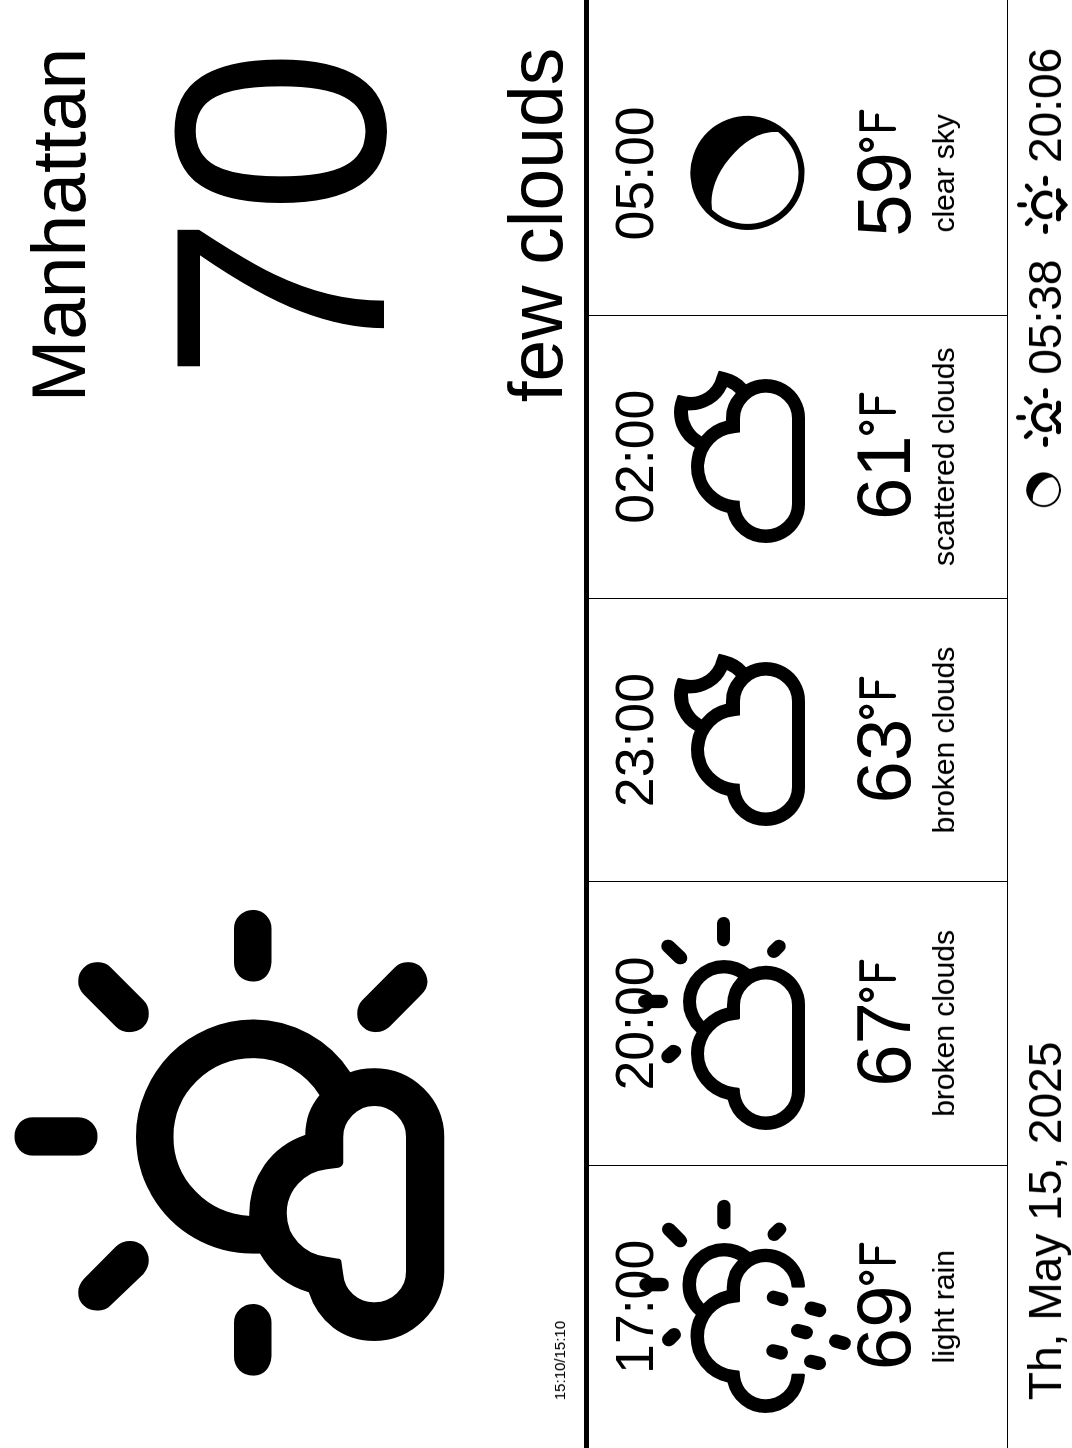 Manhattan
70
few clouds
15:10/15:10
17:00
69°F
light rain
20:00
67°F
broken clouds
23:00
63°F
broken clouds
02:00
61°F
scattered clouds
05:00
59°F
clear sky
Th, May 15, 2025
05:38 20:06